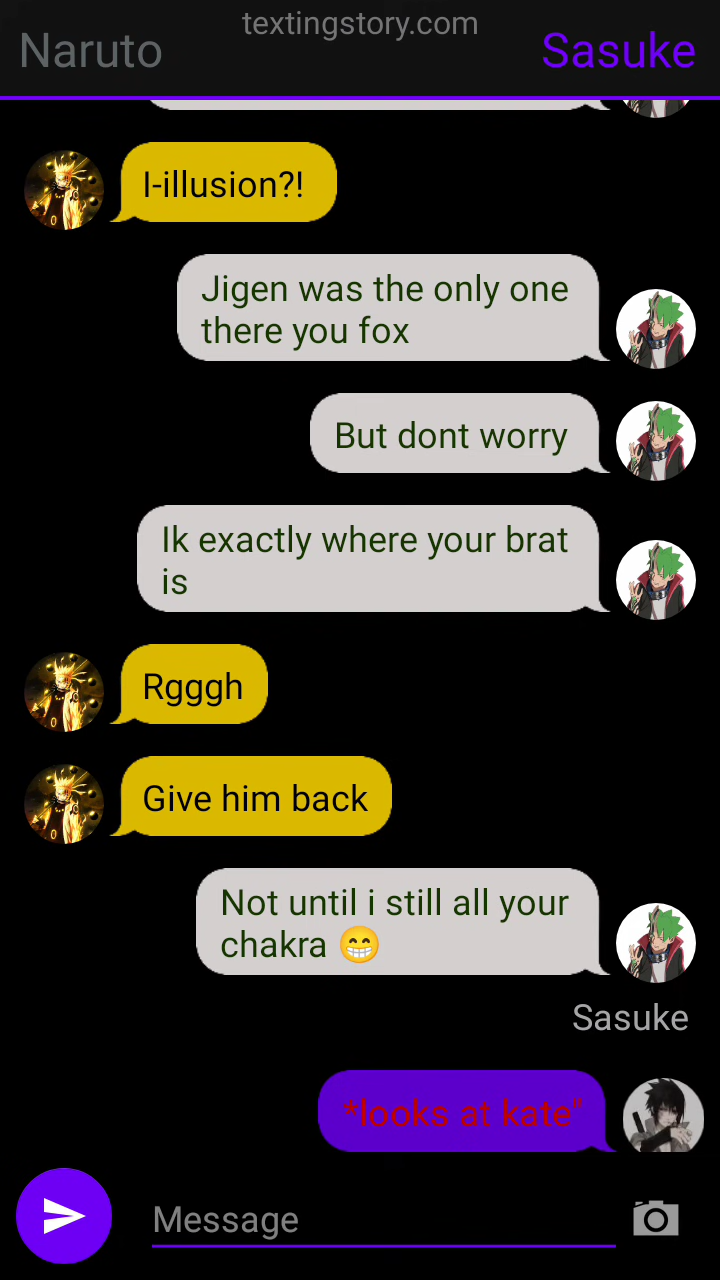 textingstory.com
Naruto
Sasuke
I-illusion?!
Jigen was the only one
there you fox
But dont worry
Ik exactly where your brat
is
Rgggh
Give him back
Not until i still all your
chakra 😁
Sasuke
*looks at kate"
Message